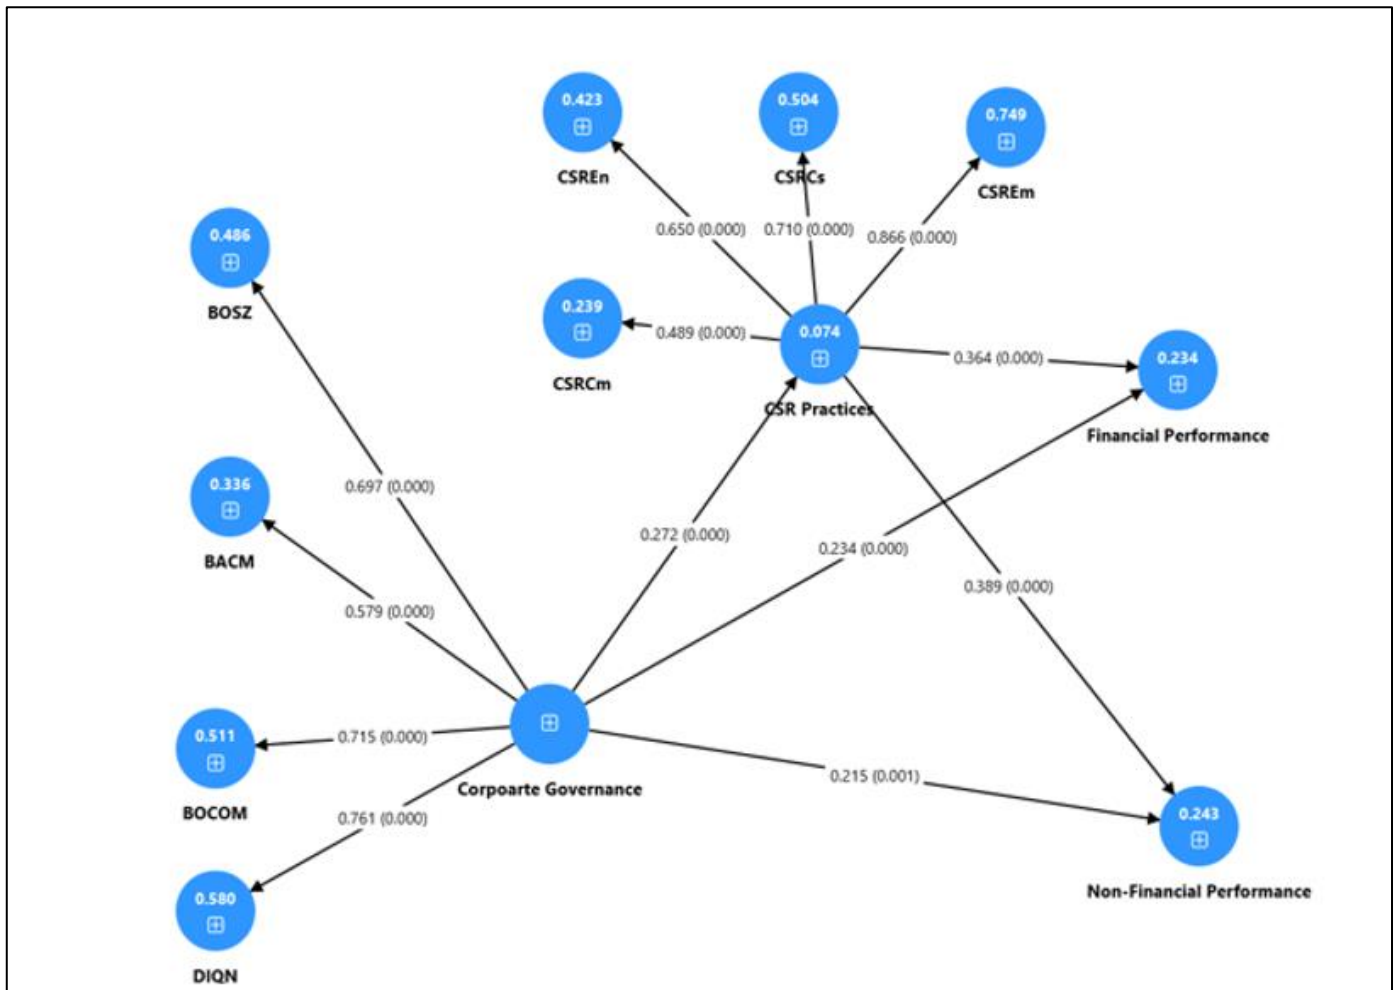 0.423
CSREn
0.504
CSRCs
0.749
CSREm
0.650 (0.000)
0.710 (0.000)
0.866 (0.000)
0.486
BOSZ
0.239
CSRCm
0.489 (0.000)
0.074
CSR Practices
0.364 (0.000)
0.234
Financial Performance
0.336
BACM
0.697 (0.000)
0.272 (0.000)
0.234 (0.000)
0.389 (0.000)
0.579 (0.000)
0.511
BOCOM
0.715 (0.000)
Corpoarte Governance
0.215 (0.001)
0.243
Non-Financial Performance
0.761 (0.000)
0.580
DIQN